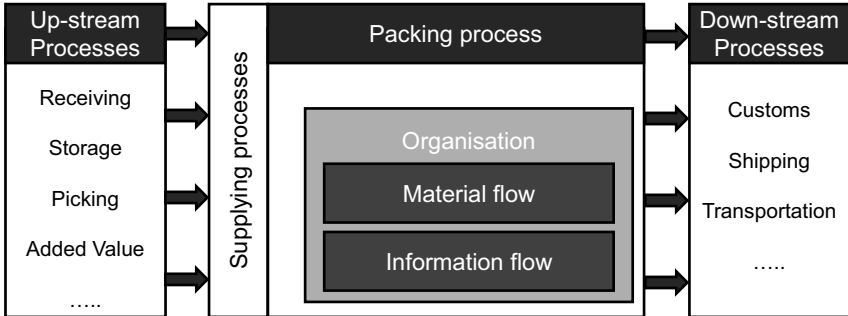 Up-stream
Processes
Receiving
Storage
Picking
Added Value
…..
Supplying processes
Packing process
Organisation
Material flow
Information flow
Down-stream
Processes
Customs
Shipping
Transportation
…..